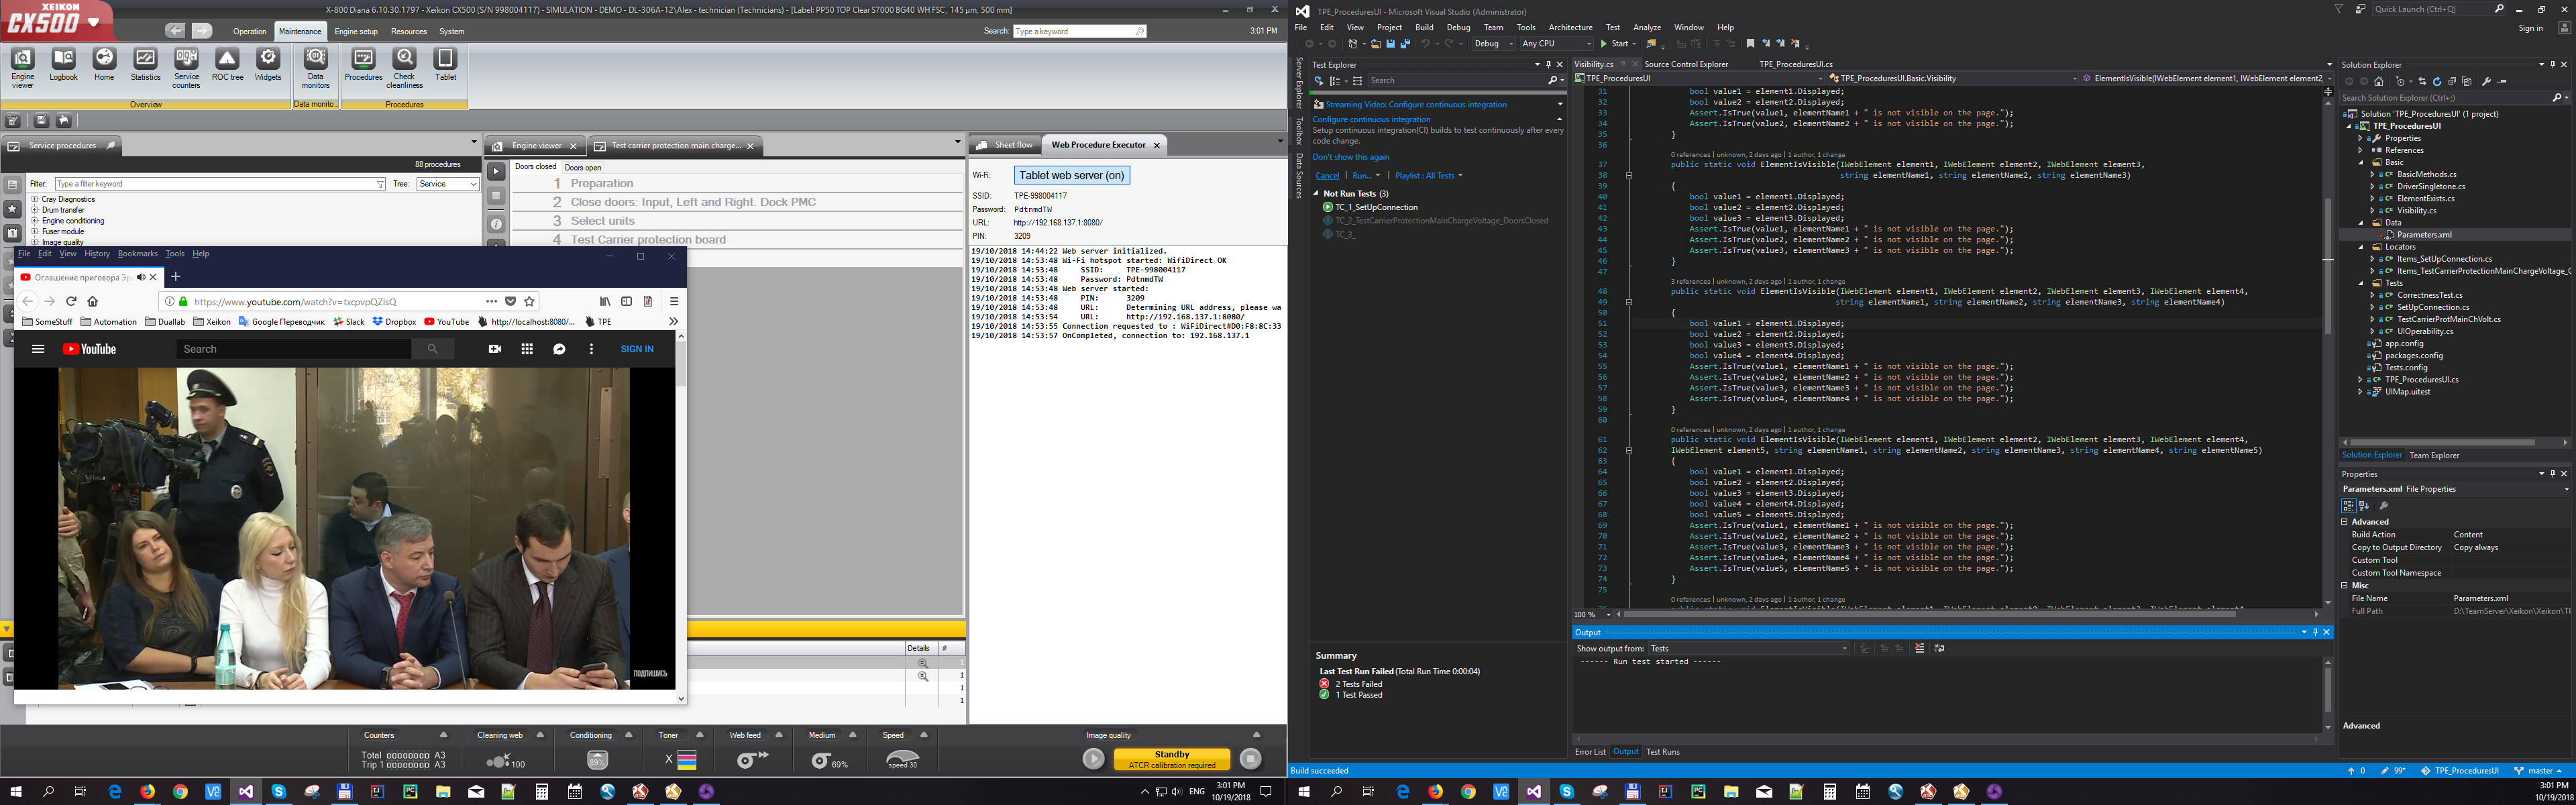 XEIKON
CX500
X-800 Diana 6.10.30.1797 - Xeikon CX500 (S/N 998004117) - SIMULATION - DEMO - DL-306A-12\Alex - technician (Technicians) - [Label: PP50 TOP Clear S7000 BG40 WH FSC, 145 µm, 500 mm]
Operation Maintenance Engine setup Resources System
Search: Type a keyword 3:01 PM
Engine viewer Logbook Home Statistics Service counters ROC tree Widgets Data monitors Procedures Check cleanliness Tablet
Overview Data monito... Procedures
Service procedures
88 procedures
Filter: Type a filter keyword Tree: Service
Cray Diagnostics
Drum transfer
Engine conditioning
Fuser module
Image quality
Engine viewer Test carrier protection main charge...
Doors closed Doors open
1 Preparation
2 Close doors: Input, Left and Right. Dock PMC
3 Select units
4 Test Carrier protection board
Sheet flow Web Procedure Executor
Wi-Fi: Tablet web server (on)
SSID: TPE-998004117
Password: PdtnmdTW
URL: http://192.168.137.1:8080/
PIN: 3209
19/10/2018 14:44:22 Web server initialized.
19/10/2018 14:53:48 Wi-Fi hotspot started: WifiDirect OK
19/10/2018 14:53:48 SSID: TPE-998004117
19/10/2018 14:53:48 Password: PdtnmdTW
19/10/2018 14:53:48 Web server started:
19/10/2018 14:53:48 PIN: 3209
19/10/2018 14:53:48 URL: Determining URL address, please wa
19/10/2018 14:53:54 URL: http://192.168.137.1:8080/
19/10/2018 14:53:55 Connection requested to : WiFiDirect#D0:F8:8C:33
19/10/2018 14:53:57 OnCompleted, connection to: 192.168.137.1
File Edit View History Bookmarks Tools Help
Оглашение приговора Эр
https://www.youtube.com/watch?v=txcpvpQZlsQ
SomeStuff Automation Duallab Xeikon Google Переводчик Slack Dropbox YouTube http://localhost:8080/... TPE
YouTube Search SIGN IN
ПОДПИШИСЬ
Details #
1
1
1
1
Counters Cleaning web Conditioning Toner Web feed Medium Speed Image quality
Total 00000000 A3
Trip 1 00000000 A3
100 89% X 69% speed 30
Standby
ATCR calibration required
ENG 3:01 PM
10/19/2018
TPE_ProceduresUI - Microsoft Visual Studio (Administrator)
Quick Launch (Ctrl+Q)
File Edit View Project Build Debug Team Tools Architecture Test Analyze Window Help
Sign in
Debug Any CPU Start
Server Explorer
Toolbox
Data Sources
Test Explorer
Search
Streaming Video: Configure continuous integration
Configure continuous integration
Setup continuous integration(CI) builds to test continuously after every
code change.
Don't show this again
Cancel Run... Playlist : All Tests
Not Run Tests (3)
TC_1_SetUpConnection
TC_2_TestCarrierProtectionMainChargeVoltage_DoorsClosed
TC_3_
Summary
Last Test Run Failed (Total Run Time 0:00:04)
2 Tests Failed
1 Test Passed
Visibility.cs Source Control Explorer TPE_ProceduresUI.cs
TPE_ProceduresUI TPE_ProceduresUI.Basic.Visibility ElementIsVisible(IWebElement element1, IWebElement element2,
31 bool value1 = element1.Displayed;
32 bool value2 = element2.Displayed;
33 Assert.IsTrue(value1, elementName1 + " is not visible on the page.");
34 Assert.IsTrue(value2, elementName2 + " is not visible on the page.");
35 }
36
0 references | unknown, 2 days ago | 1 author, 1 change
37 public static void ElementIsVisible(IWebElement element1, IWebElement element2, IWebElement element3,
38 string elementName1, string elementName2, string elementName3)
39 {
40 bool value1 = element1.Displayed;
41 bool value2 = element2.Displayed;
42 bool value3 = element3.Displayed;
43 Assert.IsTrue(value1, elementName1 + " is not visible on the page.");
44 Assert.IsTrue(value2, elementName2 + " is not visible on the page.");
45 Assert.IsTrue(value3, elementName3 + " is not visible on the page.");
46 }
47
3 references | unknown, 2 days ago | 1 author, 1 change
48 public static void ElementIsVisible(IWebElement element1, IWebElement element2, IWebElement element3, IWebElement element4,
49 string elementName1, string elementName2, string elementName3, string elementName4)
50 {
51 bool value1 = element1.Displayed;
52 bool value2 = element2.Displayed;
53 bool value3 = element3.Displayed;
54 bool value4 = element4.Displayed;
55 Assert.IsTrue(value1, elementName1 + " is not visible on the page.");
56 Assert.IsTrue(value2, elementName2 + " is not visible on the page.");
57 Assert.IsTrue(value3, elementName3 + " is not visible on the page.");
58 Assert.IsTrue(value4, elementName4 + " is not visible on the page.");
59 }
60
0 references | unknown, 2 days ago | 1 author, 1 change
61 public static void ElementIsVisible(IWebElement element1, IWebElement element2, IWebElement element3, IWebElement element4,
62 IWebElement element5, string elementName1, string elementName2, string elementName3, string elementName4, string elementName5)
63 {
64 bool value1 = element1.Displayed;
65 bool value2 = element2.Displayed;
66 bool value3 = element3.Displayed;
67 bool value4 = element4.Displayed;
68 bool value5 = element5.Displayed;
69 Assert.IsTrue(value1, elementName1 + " is not visible on the page.");
70 Assert.IsTrue(value2, elementName2 + " is not visible on the page.");
71 Assert.IsTrue(value3, elementName3 + " is not visible on the page.");
72 Assert.IsTrue(value4, elementName4 + " is not visible on the page.");
73 Assert.IsTrue(value5, elementName5 + " is not visible on the page.");
74 }
75
0 references | unknown, 2 days ago | 1 author, 1 change
100 %
Output
Show output from: Tests
------ Run test started ------
Error List Output Test Runs
Solution Explorer
Search Solution Explorer (Ctrl+;)
Solution 'TPE_ProceduresUI' (1 project)
TPE_ProceduresUI
Properties
References
Basic
BasicMethods.cs
DriverSingletone.cs
ElementExists.cs
Visibility.cs
Data
Parameters.xml
Locators
Items_SetUpConnection.cs
Items_TestCarrierProtectionMainChargeVoltage_C
Tests
CorrectnessTest.cs
SetUpConnection.cs
TestCarrierProtMainChVolt.cs
UIOperability.cs
app.config
packages.config
Tests.config
TPE_ProceduresUI.cs
UIMap.uitest
Solution Explorer Team Explorer
Properties
Parameters.xml File Properties
Advanced
Build Action Content
Copy to Output Directory Copy always
Custom Tool
Custom Tool Namespace
Misc
File Name Parameters.xml
Full Path D:\TeamServer\Xeikon\Xeikon\TI
Advanced
Build succeeded
0 99+ TPE_ProceduresUI master
3:01 PM
10/19/2018